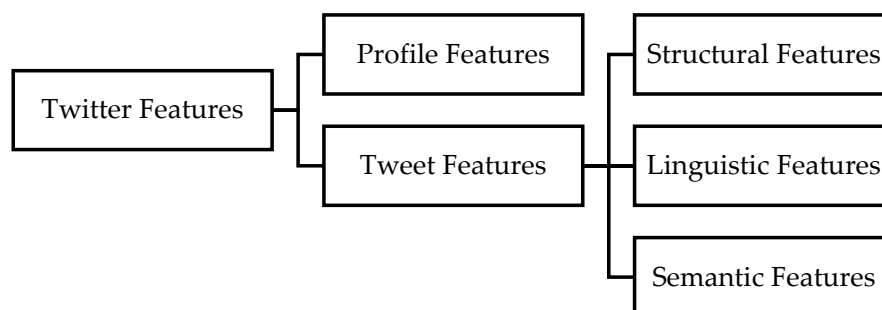 Profile Features
Structural Features
Twitter Features
Tweet Features
Linguistic Features
Semantic Features